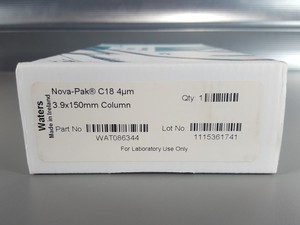 Waters
Made in Ireland
Nova-Pak® C18 4µm
3.9x150mm Column
Qty 1
Part No
WAT086344
Lot No
1115361741
For Laboratory Use Only